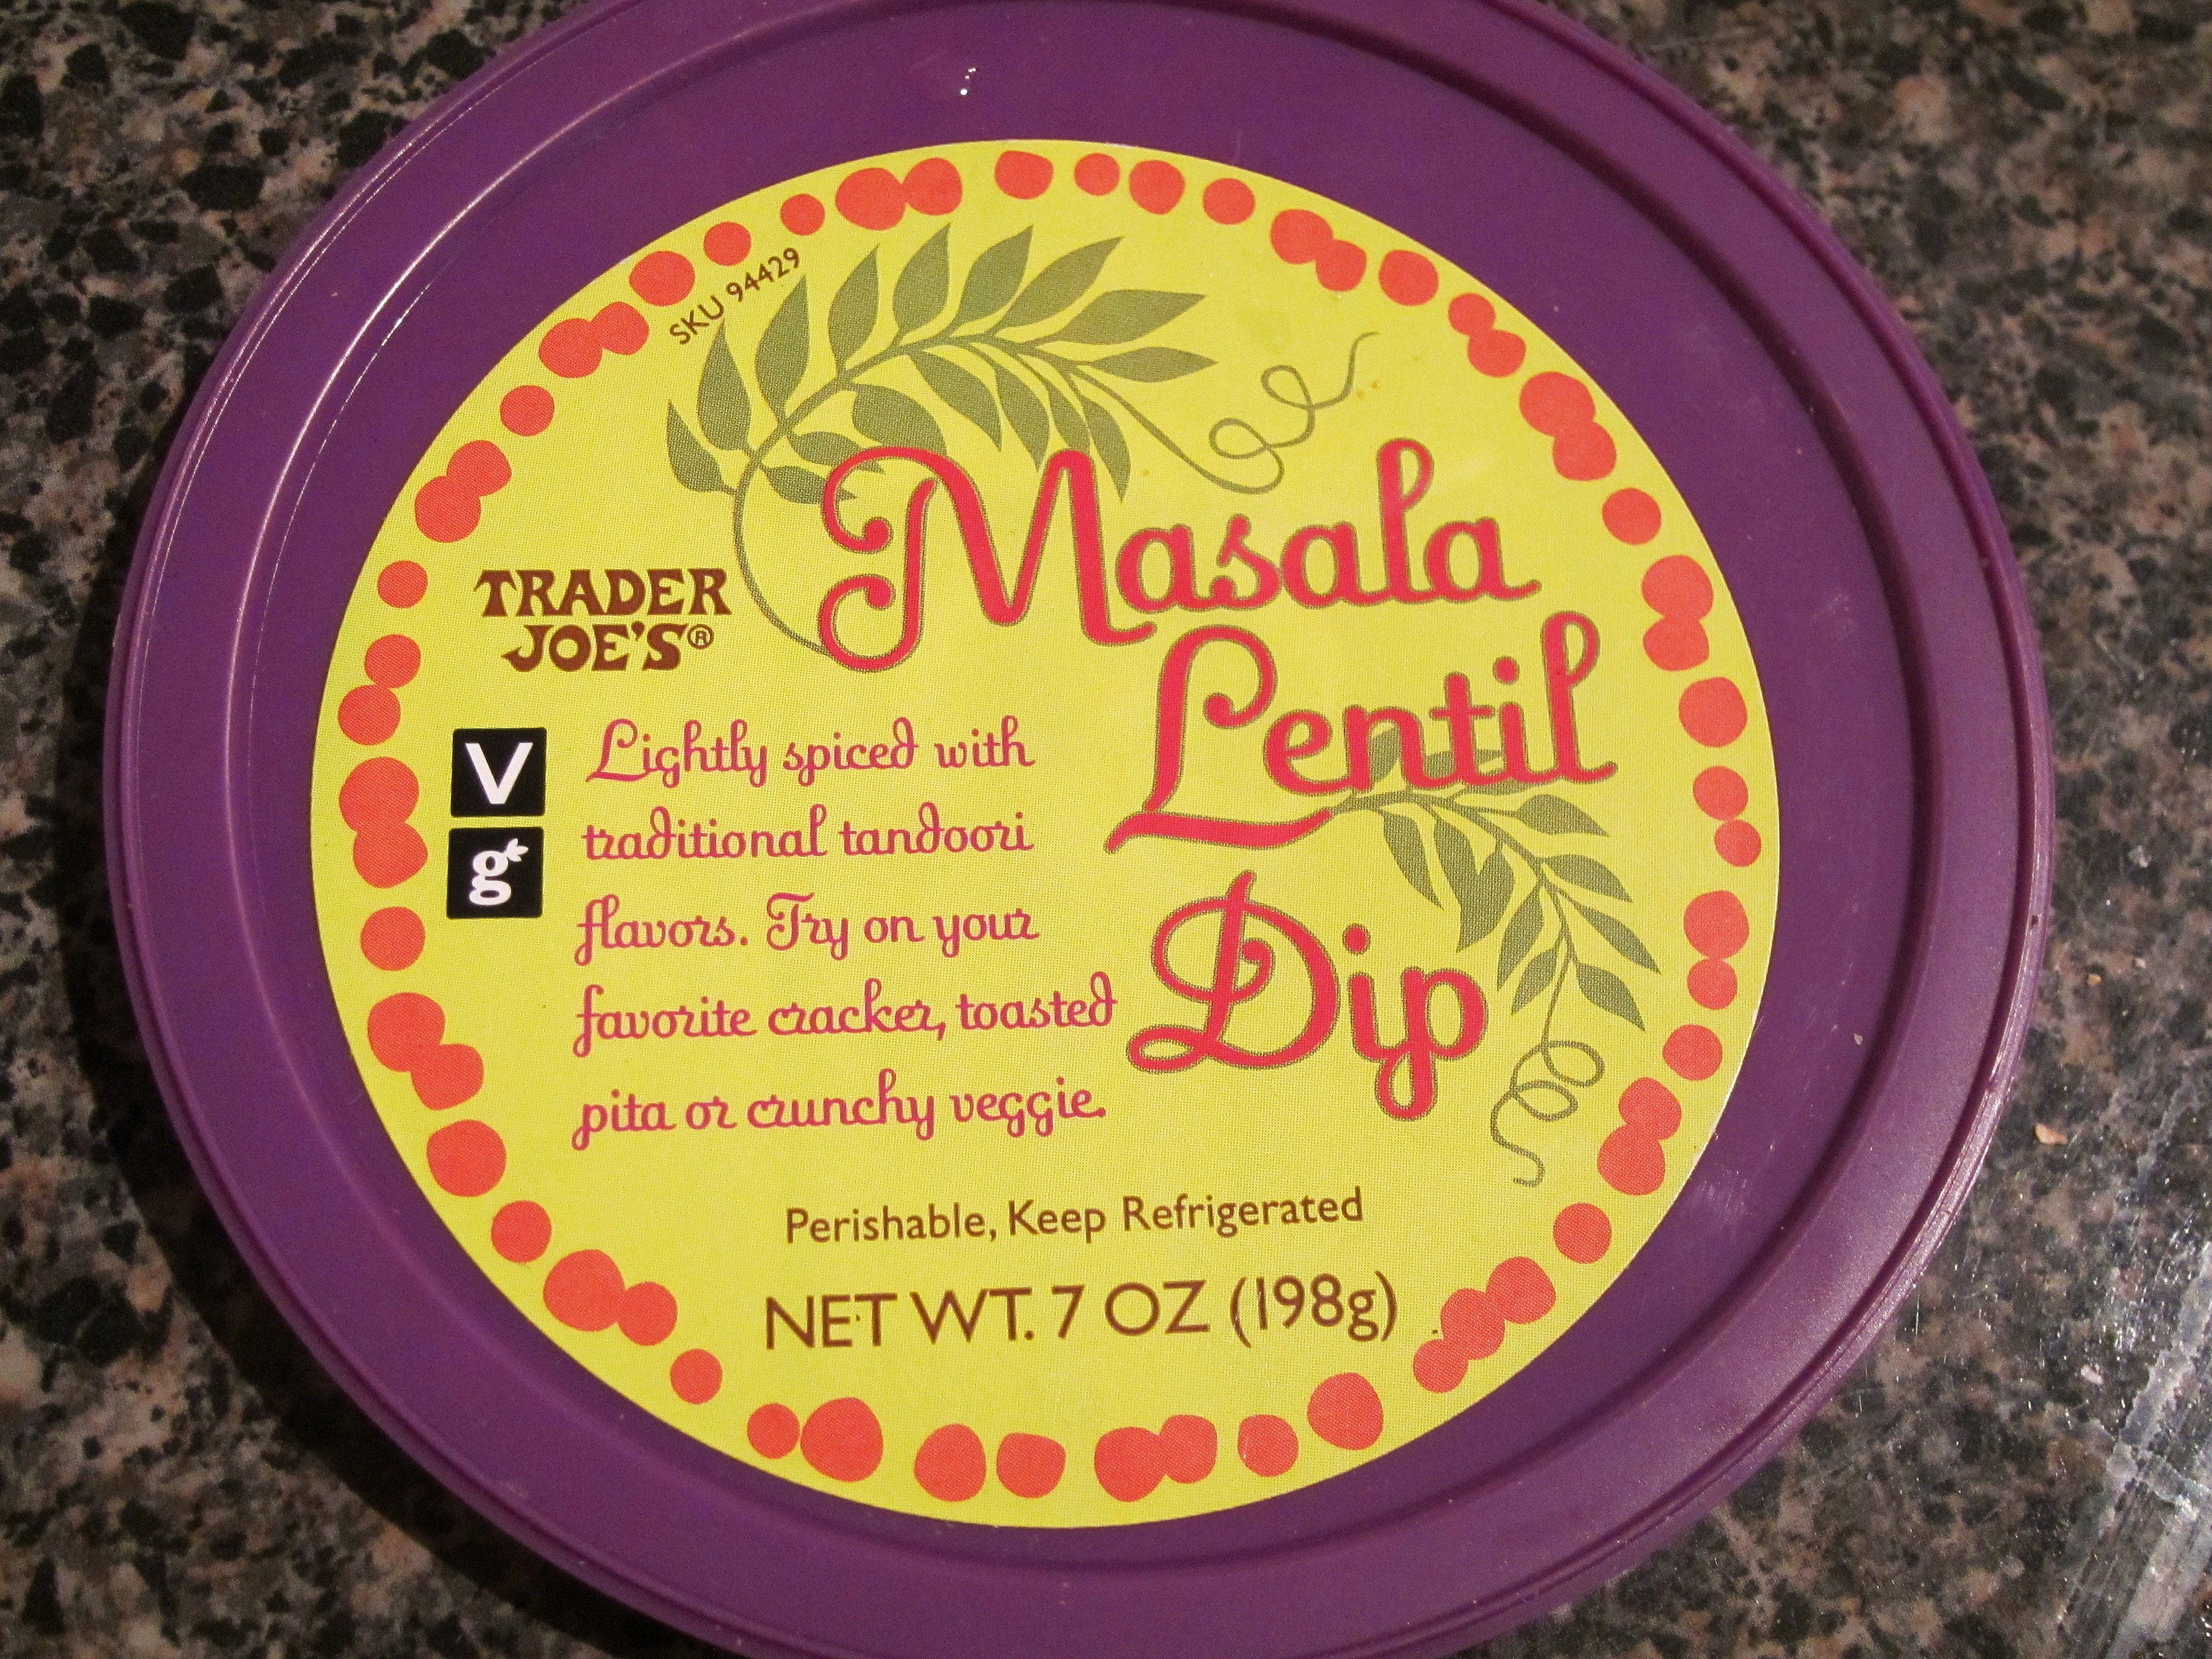 SKU 94429
Masala
Lentil
Dip
TRADER
JOE'S®
V
g
Lightly spiced with
traditional tandoori
flavors. Try on your
favorite cracker, toasted
pita or crunchy veggie.
Perishable, Keep Refrigerated
NET WT. 7 OZ (198g)